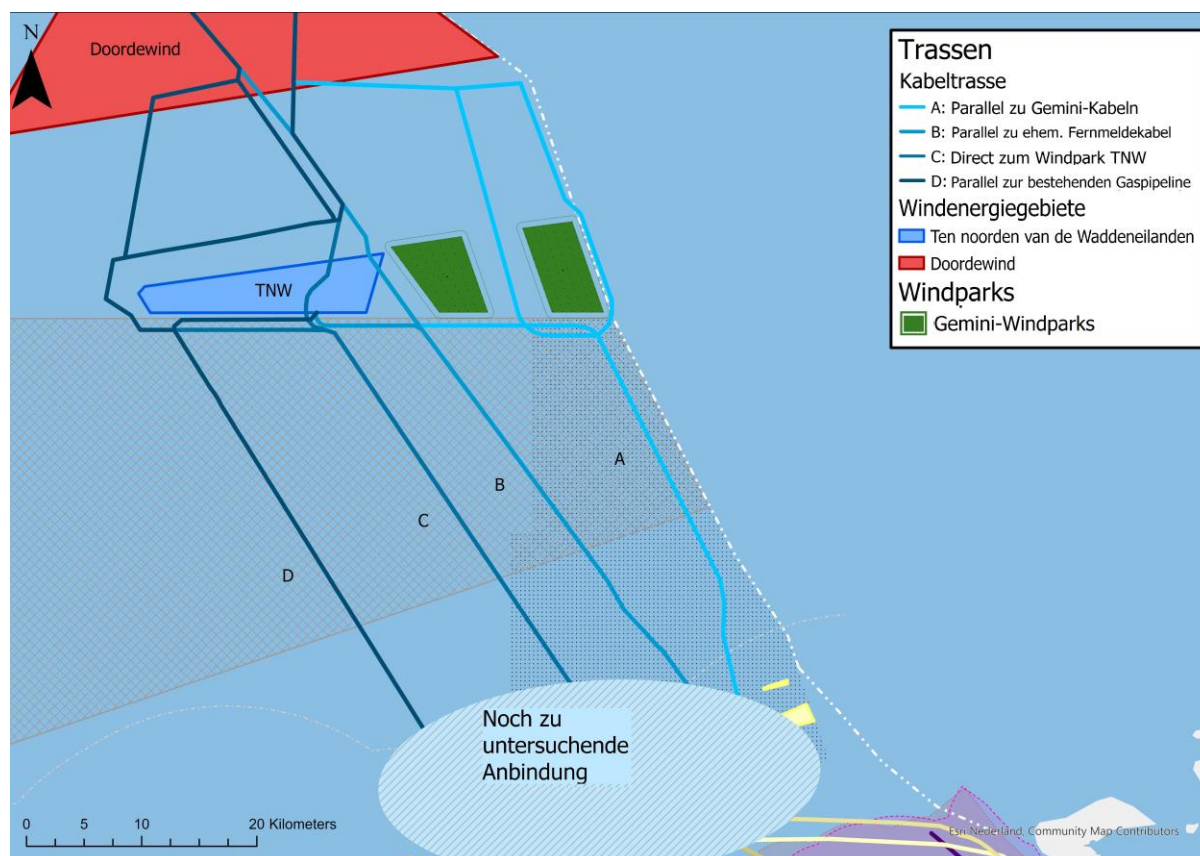 N
Doordewind
TNW
A
B
C
D
Noch zu
untersuchende
Anbindung
0 5 10 20 Kilometers
Esri Nederland, Community Map Contributors
Trassen
Kabeltrasse
A: Parallel zu Gemini-Kabeln
B: Parallel zu ehem. Fernmeldekabel
C: Direct zum Windpark TNW
D: Parallel zur bestehenden Gaspipeline
Windenergiegebiete
Ten noorden van de Waddeneilanden
Doordewind
Windparks
Gemini-Windparks